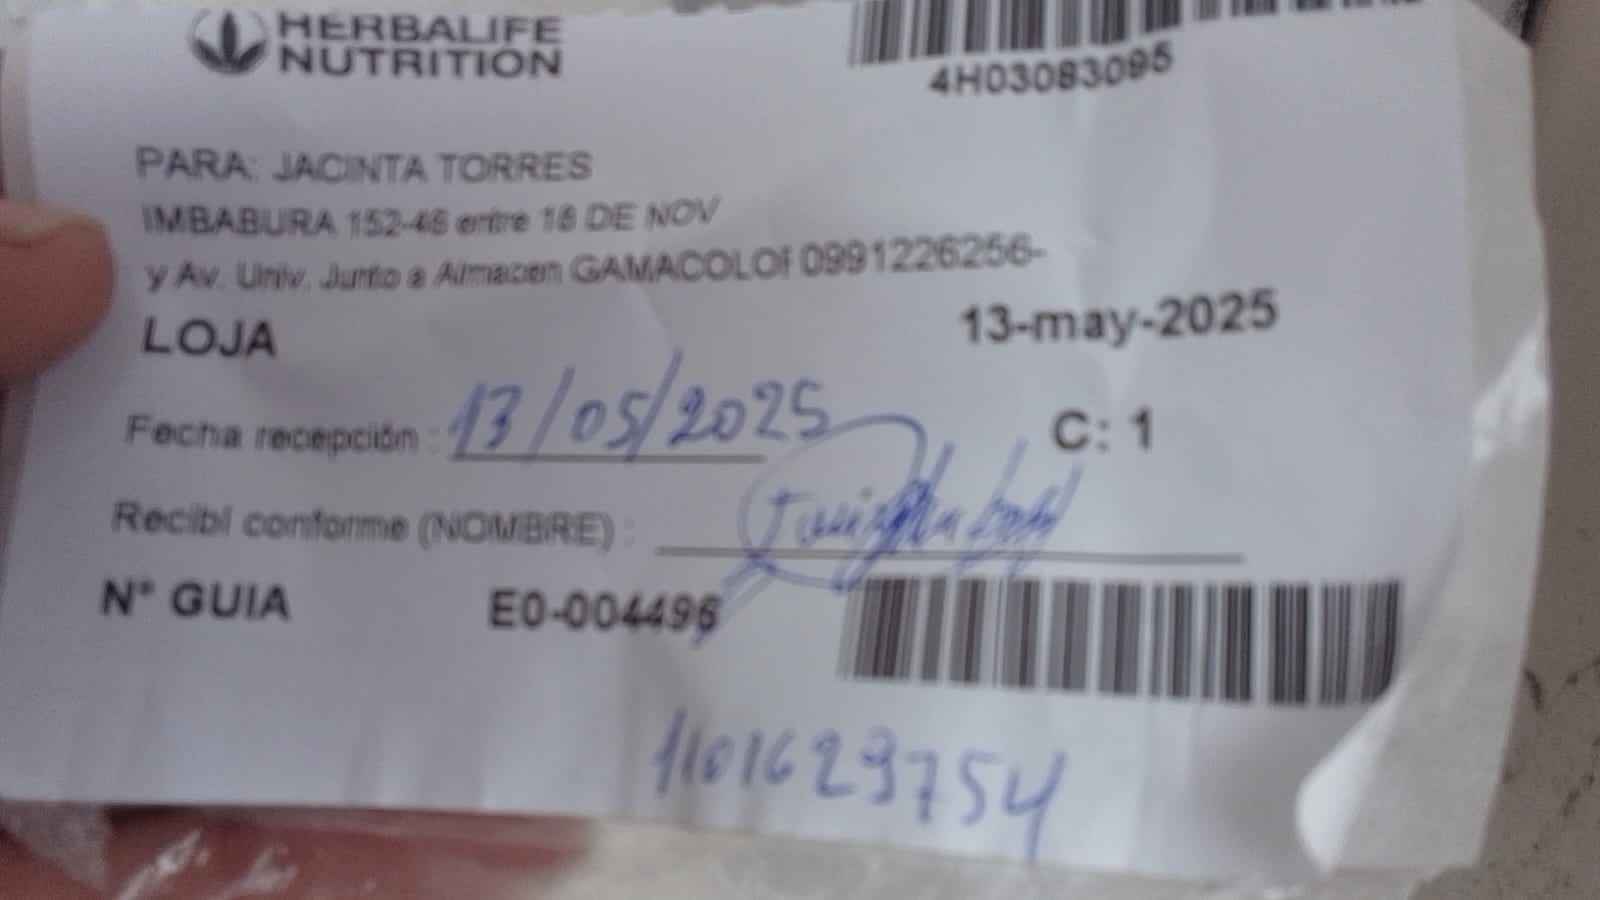 HERBALIFE
NUTRITION
4H03083095
PARA: JACINTA TORRES
IMBABURA 152-46 entre 18 DE NOV
y Av. Univ. Junto a Almacen GAMACOLOf 0991226256-
LOJA
13-may-2025
Fecha recepción : 13/05/2025
C: 1
Recibí conforme (NOMBRE) :
N° GUIA E0-004496
1101629754